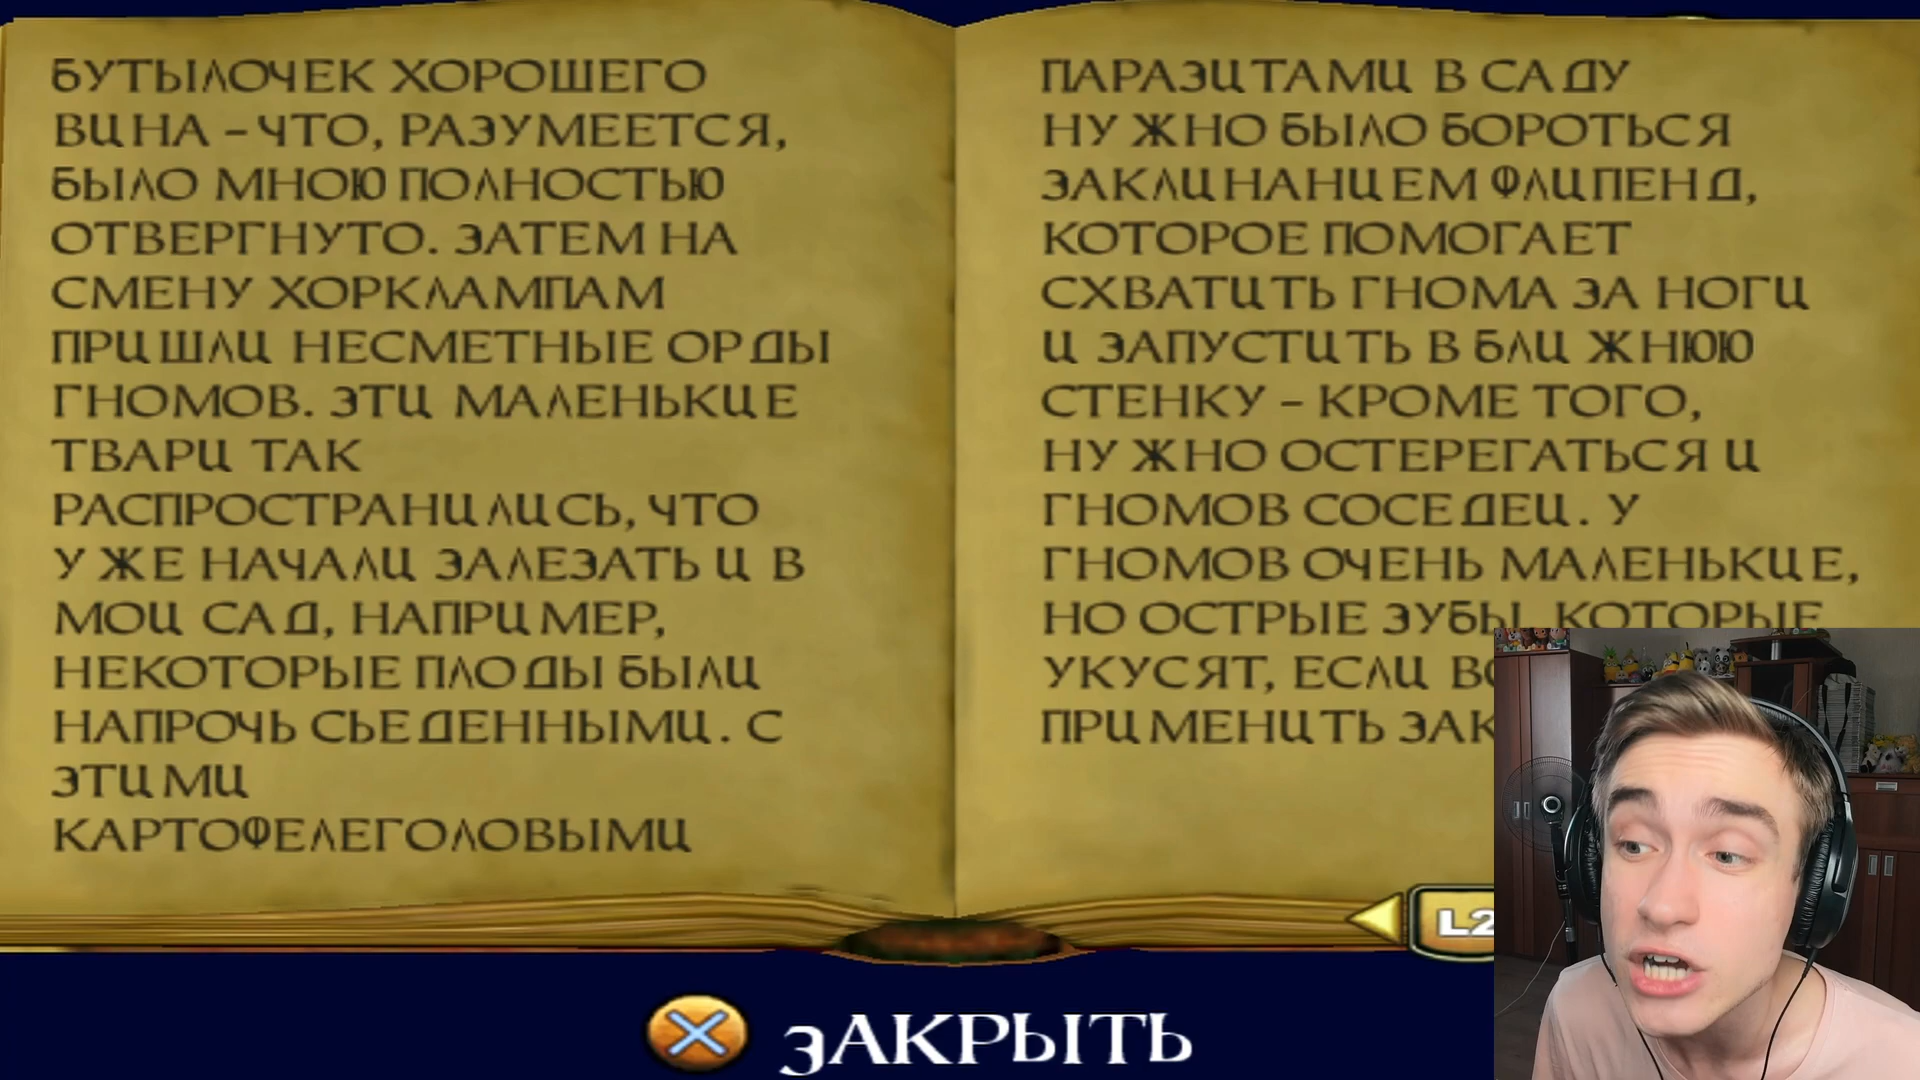 БУТЫЛОЧЕК ХОРОШЕГО
ВИНА - ЧТО, РАЗУМЕЕТСЯ,
БЫЛО МНОЮ ПОЛНОСТЬЮ
ОТВЕРГНУТО. ЗАТЕМ НА
СМЕНУ ХОРКЛАМПАМ
ПРИШЛИ НЕСМЕТНЫЕ ОРДЫ
ГНОМОВ. ЭТИ МАЛЕНЬКИЕ
ТВАРИ ТАК
РАСПРОСТРАНИЛИСЬ, ЧТО
УЖЕ НАЧАЛИ ЗАЛЕЗАТЬ И В
МОИ САД, НАПРИМЕР,
НЕКОТОРЫЕ ПЛОДЫ БЫЛИ
НАПРОЧЬ СЬЕДЕННЫМИ. С
ЭТИМИ
КАРТОФЕЛЕГОЛОВЫМИ
ПАРАЗИТАМИ В САДУ
НУЖНО БЫЛО БОРОТЬСЯ
ЗАКЛИНАНИЕМ ФЛИПЕНД,
КОТОРОЕ ПОМОГАЕТ
СХВАТИТЬ ГНОМА ЗА НОГИ
И ЗАПУСТИТЬ В БЛИЖНЮЮ
СТЕНКУ - КРОМЕ ТОГО,
НУЖНО ОСТЕРЕГАТЬСЯ И
ГНОМОВ СОСЕДЕИ. У
ГНОМОВ ОЧЕНЬ МАЛЕНЬКИЕ,
НО ОСТРЫЕ ЗУБЫ, КОТОРЫЕ
УКУСЯТ, ЕСЛИ
ПРИМЕНИТЬ
L2
ЗАКРЫТЬ